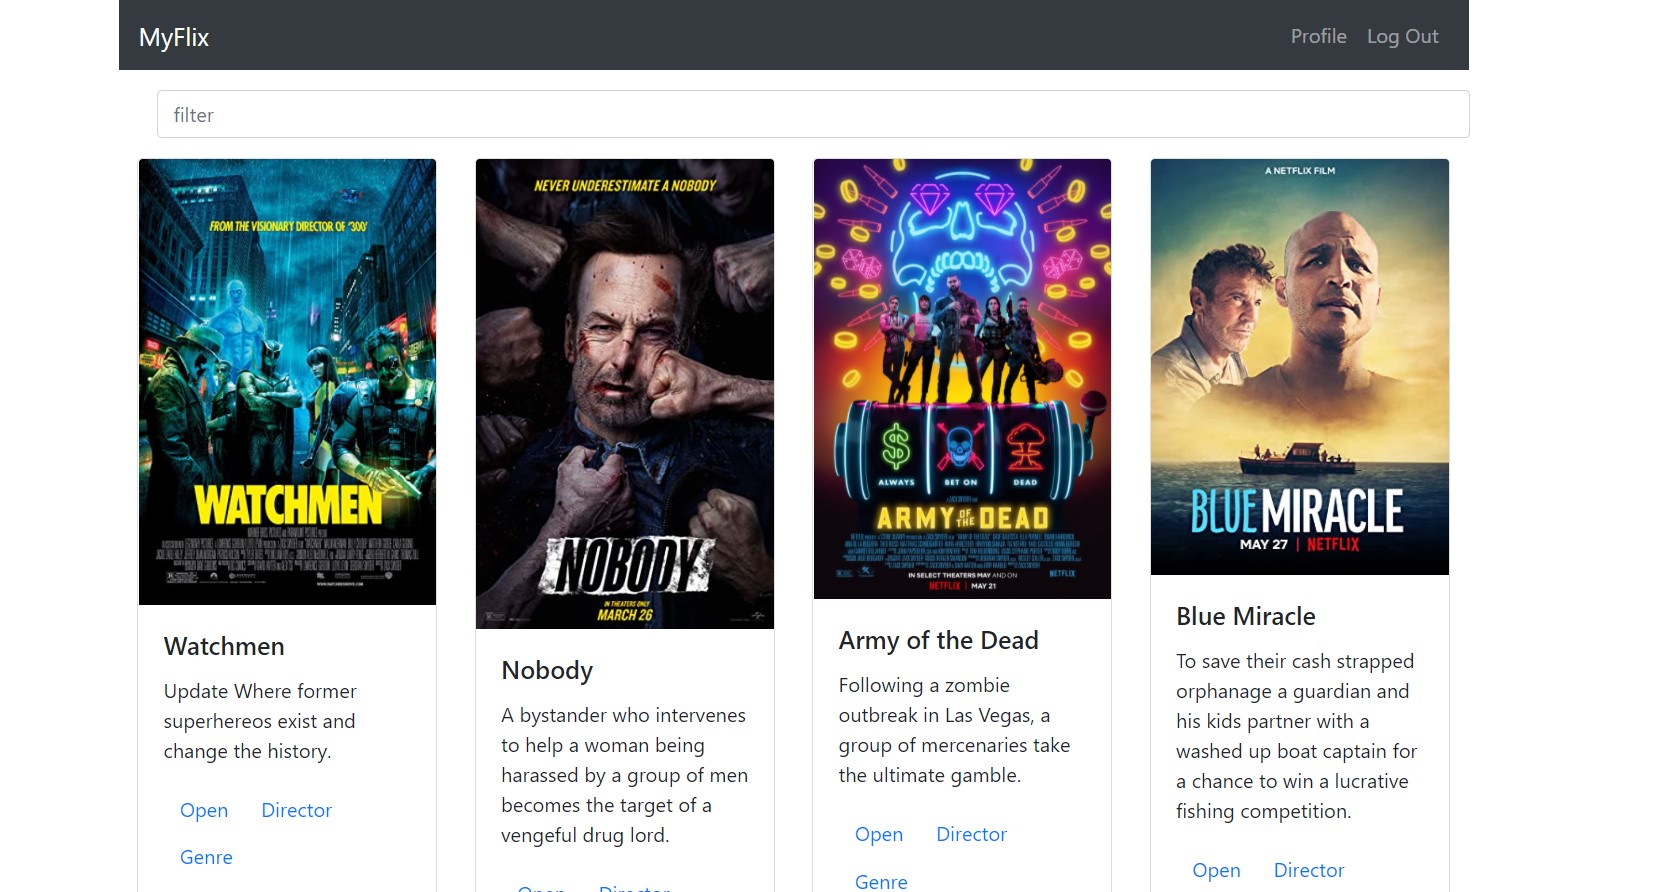 MyFlix
Profile Log Out
filter
FROM THE VISIONARY DIRECTOR OF '300'
WATCHMEN
Watchmen
Update Where former
superhereos exist and
change the history.
Open Director
Genre
NEVER UNDERESTIMATE A NOBODY
NOBODY
IN THEATERS ONLY
MARCH 26
Nobody
A bystander who intervenes
to help a woman being
harassed by a group of men
becomes the target of a
vengeful drug lord.
Open Director
ALWAYS BET ON DEAD
ARMY OF THE DEAD
IN SELECT THEATERS MAY AND ON
NETFLIX | MAY 21
NETFLIX
Army of the Dead
Following a zombie
outbreak in Las Vegas, a
group of mercenaries take
the ultimate gamble.
Open Director
Genre
A NETFLIX FILM
BLUE MIRACLE
MAY 27 | NETFLIX
Blue Miracle
To save their cash strapped
orphanage a guardian and
his kids partner with a
washed up boat captain for
a chance to win a lucrative
fishing competition.
Open Director